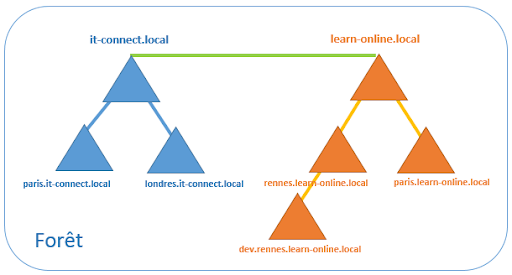 it-connect.local
learn-online.local
paris.it-connect.local
londres.it-connect.local
rennes.learn-online.local
paris.learn-online.local
dev.rennes.learn-online.local
Forêt